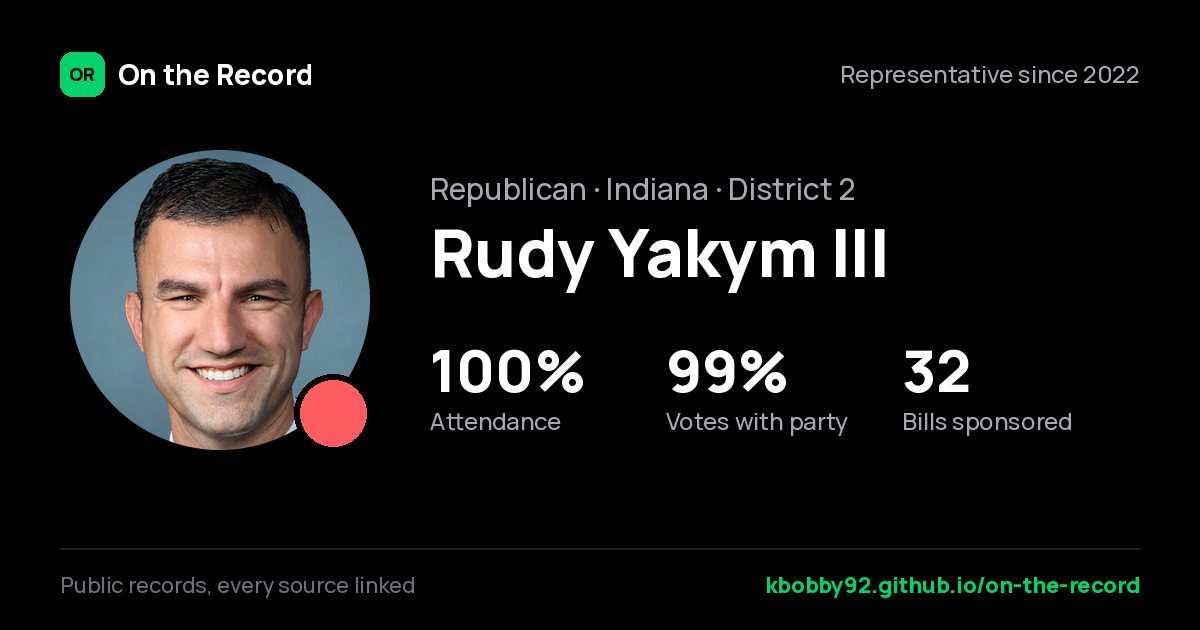 OR On the Record
Representative since 2022
Republican · Indiana · District 2
Rudy Yakym III
100% 99% 32
Attendance Votes with party Bills sponsored
Public records, every source linked
kbobby92.github.io/on-the-record